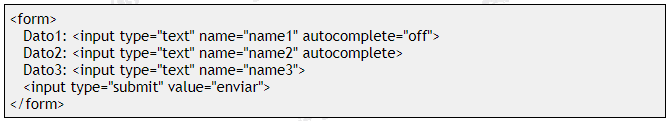 <form>
Dato1: <input type="text" name="name1" autocomplete="off">
Dato2: <input type="text" name="name2" autocomplete>
Dato3: <input type="text" name="name3">
<input type="submit" value="enviar">
</form>